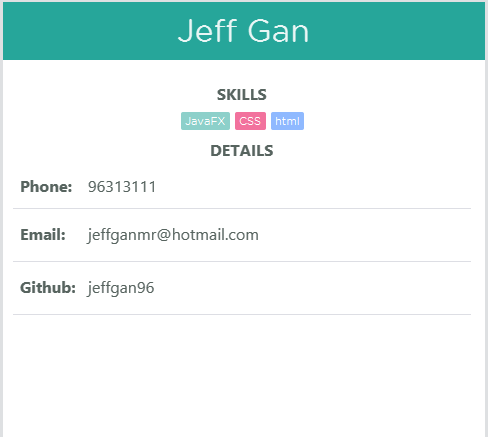 Jeff Gan
SKILLS
JavaFX CSS html
DETAILS
Phone: 96313111
Email: jeffganmr@hotmail.com
Github: jeffgan96